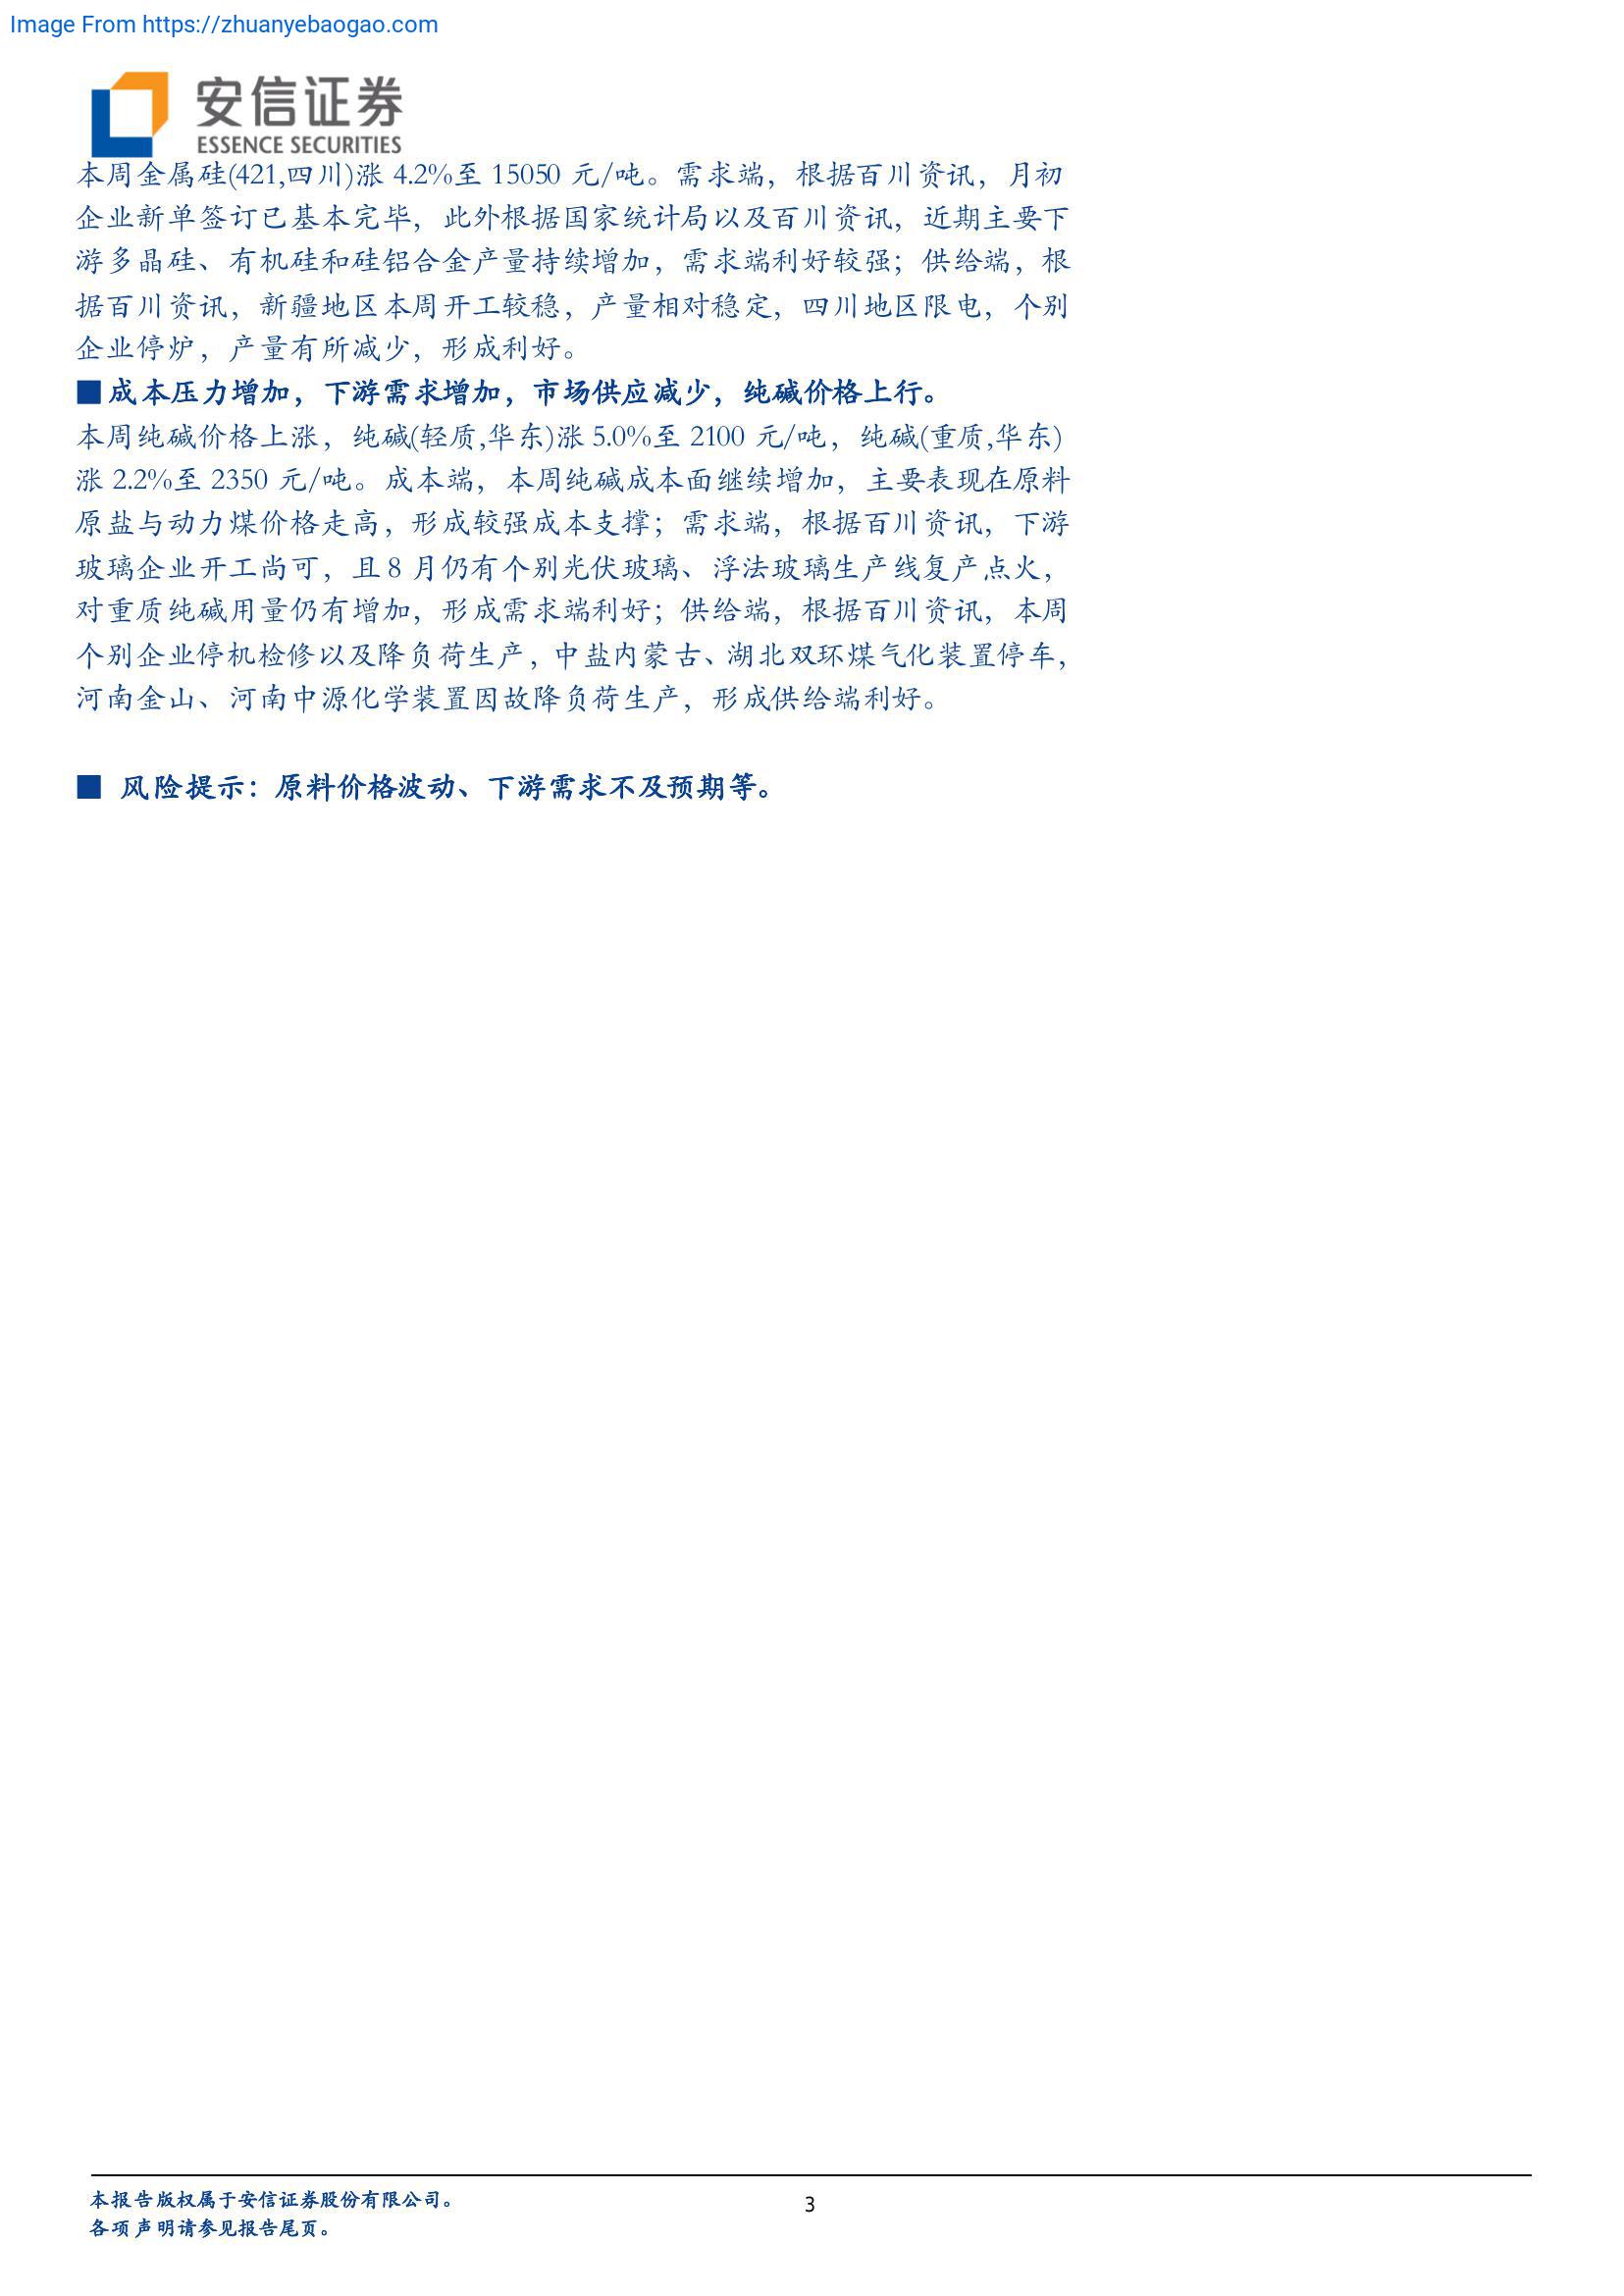 Image From https://zhuanyebaogao.com
安信证券
ESSENCE SECURITIES
本周金属硅(421,四川)涨 4.2%至 15050 元/吨。需求端，根据百川资讯，月初
企业新单签订已基本完毕，此外根据国家统计局以及百川资讯，近期主要下
游多晶硅、有机硅和硅铝合金产量持续增加，需求端利好较强；供给端，根
据百川资讯，新疆地区本周开工较稳，产量相对稳定，四川地区限电，个别
企业停炉，产量有所减少，形成利好。
■成本压力增加，下游需求增加，市场供应减少，纯碱价格上行。
本周纯碱价格上涨，纯碱(轻质,华东)涨 5.0%至 2100 元/吨，纯碱(重质,华东)
涨 2.2%至 2350 元/吨。成本端，本周纯碱成本面继续增加，主要表现在原料
原盐与动力煤价格走高，形成较强成本支撑；需求端，根据百川资讯，下游
玻璃企业开工尚可，且 8 月仍有个别光伏玻璃、浮法玻璃生产线复产点火，
对重质纯碱用量仍有增加，形成需求端利好；供给端，根据百川资讯，本周
个别企业停机检修以及降负荷生产，中盐内蒙古、湖北双环煤气化装置停车，
河南金山、河南中源化学装置因故降负荷生产，形成供给端利好。
■ 风险提示：原料价格波动、下游需求不及预期等。
本报告版权属于安信证券股份有限公司。
3
各项声明请参见报告尾页。